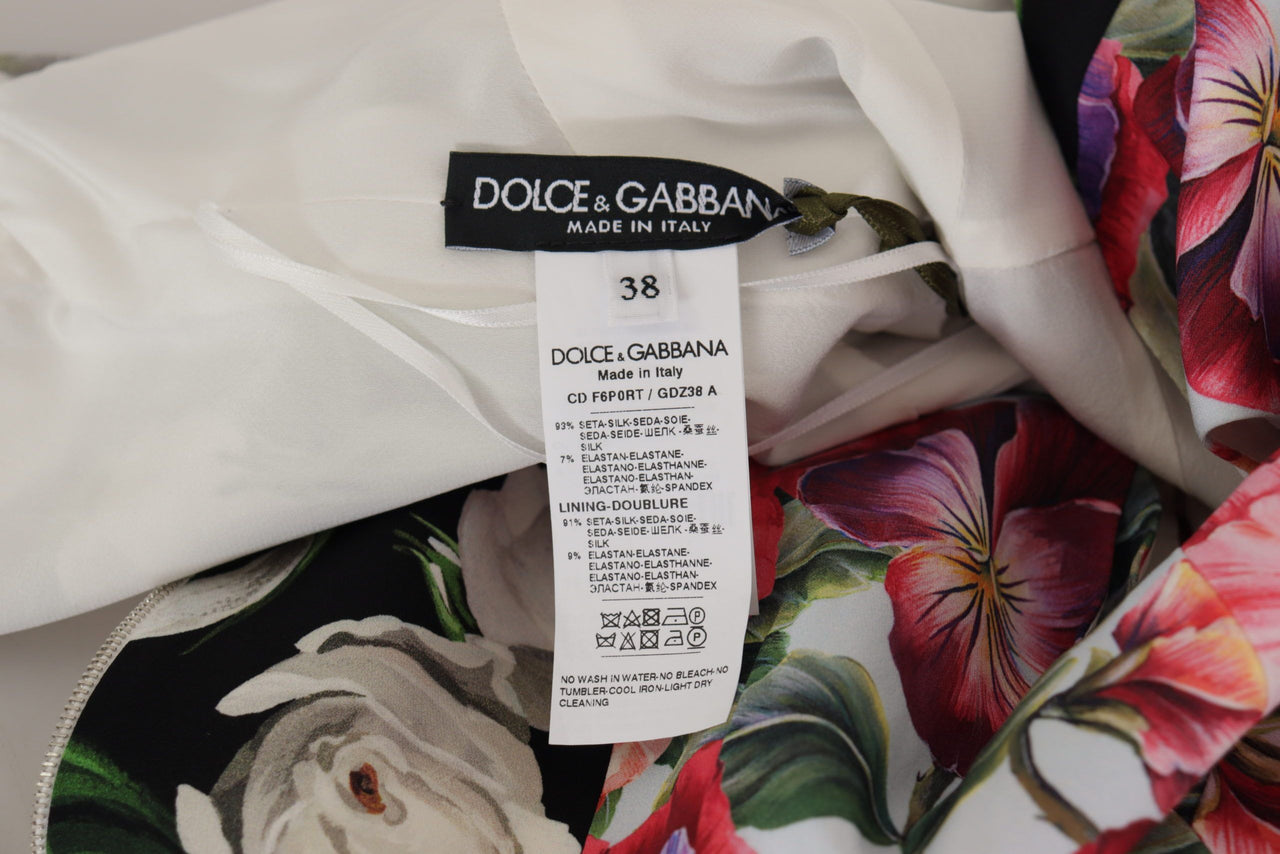 DOLCE & GABBANA
MADE IN ITALY
38
DOLCE & GABBANA
Made in Italy
CD F6P0RT / GDZ38 A
93% SETA-SILK-SEDA-SOIE-
SEDA-SEIDE-ШЕЛК-桑蚕丝-
SILK
7% ELASTAN-ELASTANE-
ELASTANO-ELASTHANNE-
ELASTANO-ELASTHAN-
ЭЛАСТАН-氨纶-SPANDEX
LINING-DOUBLURE
91% SETA-SILK-SEDA-SOIE-
SEDA-SEIDE-ШЕЛК-桑蚕丝-
SILK
9% ELASTAN-ELASTANE-
ELASTANO-ELASTHANNE-
ELASTANO-ELASTHAN-
ЭЛАСТАН-氨纶-SPANDEX
P
P
NO WASH IN WATER-NO BLEACH-NO
TUMBLER-COOL IRON-LIGHT DRY
CLEANING